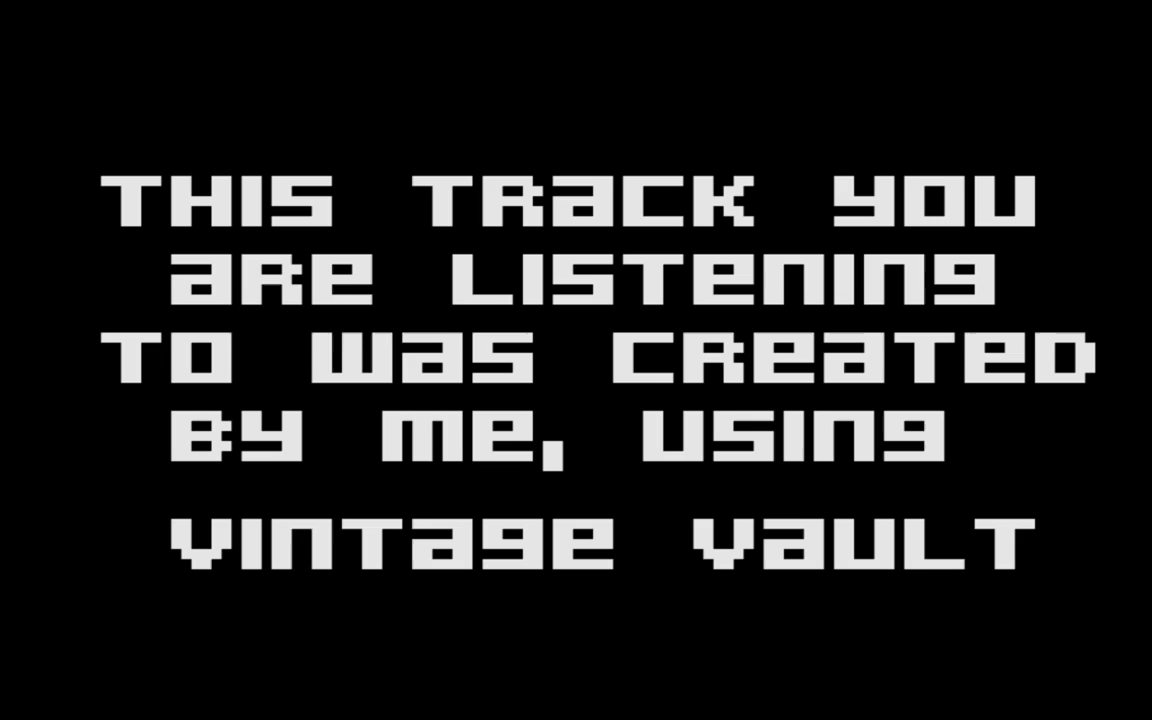 THIS TRACK YOU
ARE LISTENING
TO WAS CREATED
BY ME, USING
VINTAGE VAULT